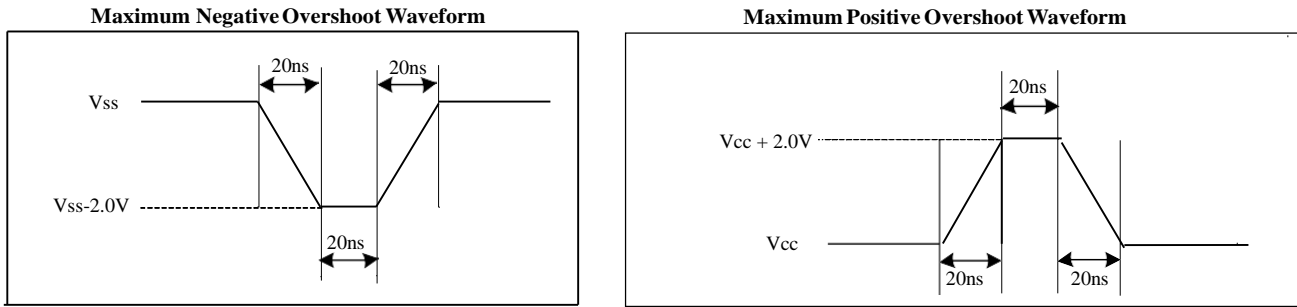 Maximum Negative Overshoot Waveform
20ns
20ns
Vss
Vss-2.0V
20ns
Maximum Positive Overshoot Waveform
20ns
Vcc + 2.0V
Vcc
20ns
20ns